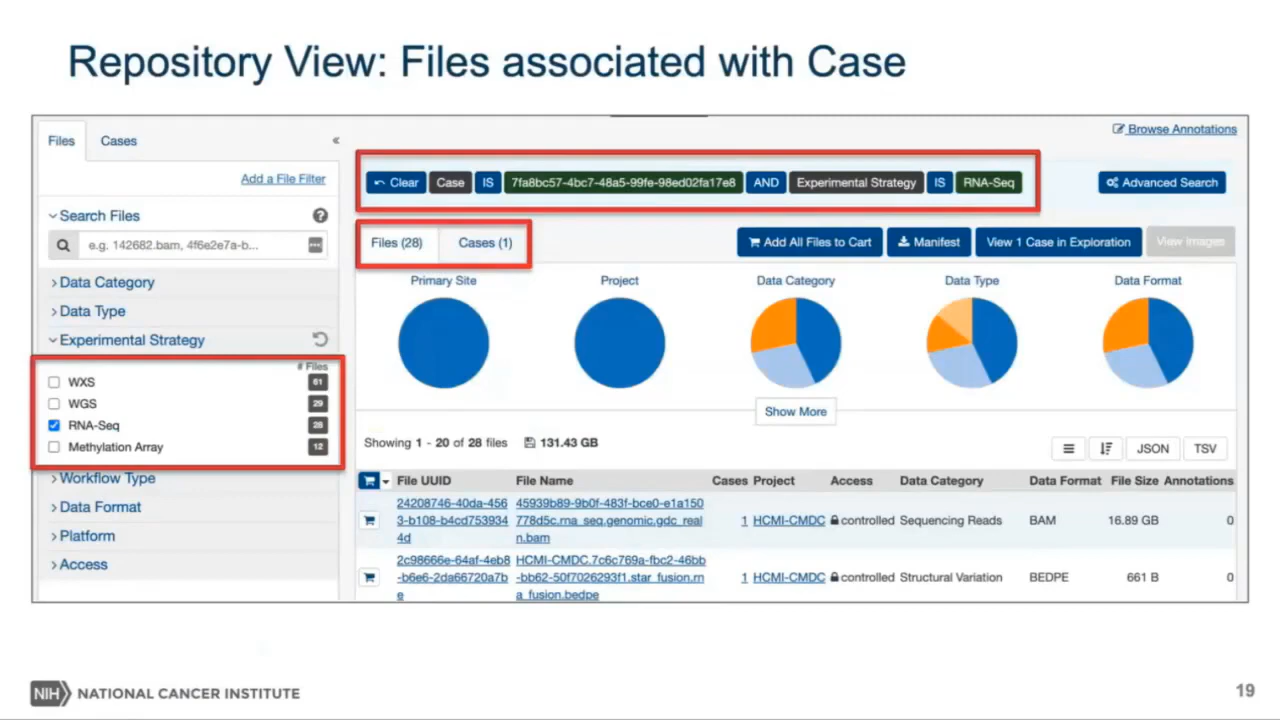 Repository View: Files associated with Case
Files
Cases
«
Add a File Filter
Search Files
?
e.g. 142682.bam, 4f6e2e7a-b...
Data Category
Data Type
Experimental Strategy
# Files
WXS 61
WGS 29
RNA-Seq 28
Methylation Array 12
Workflow Type
Data Format
Platform
Access
Browse Annotations
Clear Case IS 7fa8bc57-4bc7-48a5-99fe-98ed02fa17e8 AND Experimental Strategy IS RNA-Seq
Advanced Search
Files (28) Cases (1)
Add All Files to Cart Manifest View 1 Case in Exploration View Images
Primary Site Project Data Category Data Type Data Format
Show More
Showing 1 - 20 of 28 files 131.43 GB
JSON TSV
File UUID File Name Cases Project Access Data Category Data Format File Size Annotations
24208746-40da-456 45939b89-9b0f-483f-bce0-e1a150
3-b108-b4cd753934 778d5c.rna_seq.genomic.gdc_real 1 HCMI-CMDC controlled Sequencing Reads BAM 16.89 GB 0
4d n.bam
2c98666e-64af-4eb8 HCMI-CMDC.7c6c769a-fbc2-46bb
-b6e6-2da66720a7b -bb62-50f7026293f1.star_fusion.rn 1 HCMI-CMDC controlled Structural Variation BEDPE 661 B 0
e a_fusion.bedpe
NIH NATIONAL CANCER INSTITUTE
19